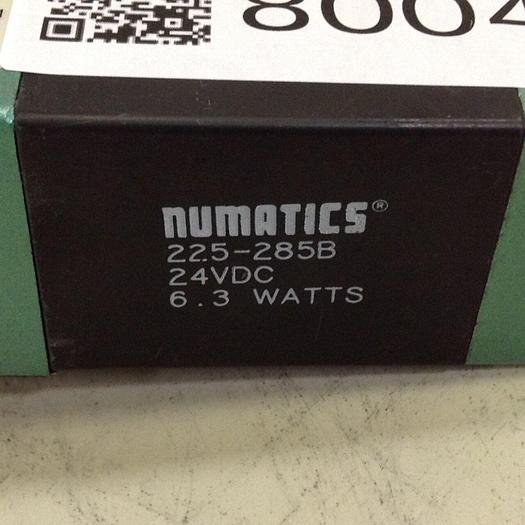 8004
NUMATICS®
225-285B
24VDC
6.3 WATTS